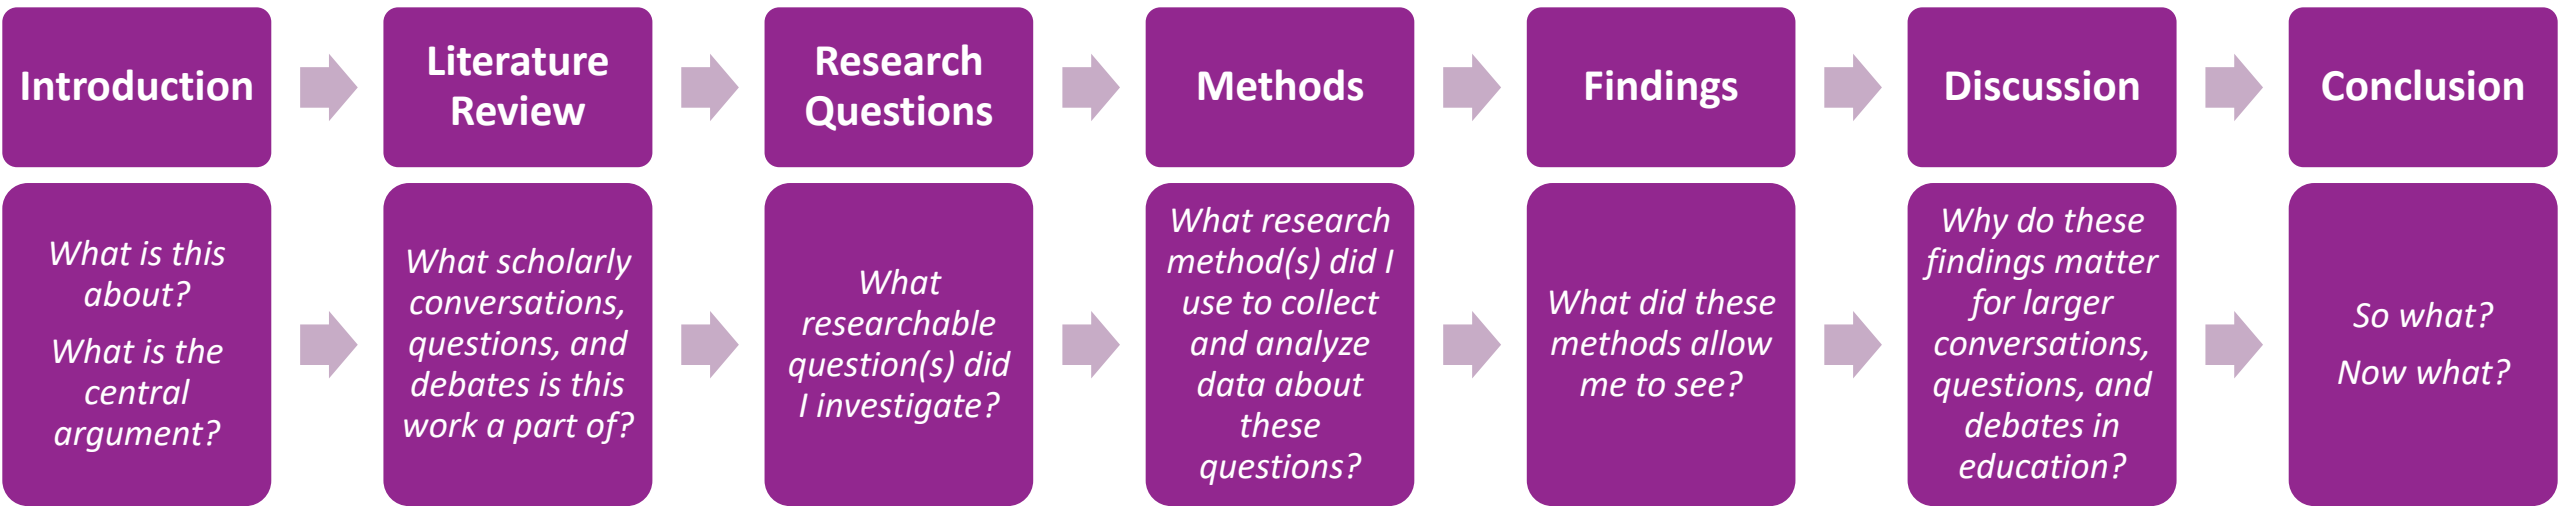 Introduction
Literature
Review
Research
Questions
Methods
Findings
Discussion
Conclusion
What is this
about?
What is the
central
argument?
What scholarly
conversations,
questions, and
debates is this
work a part of?
What
researchable
question(s) did
I investigate?
What research
method(s) did I
use to collect
and analyze
data about
these
questions?
What did these
methods allow
me to see?
Why do these
findings matter
for larger
conversations,
questions, and
debates in
education?
So what?
Now what?